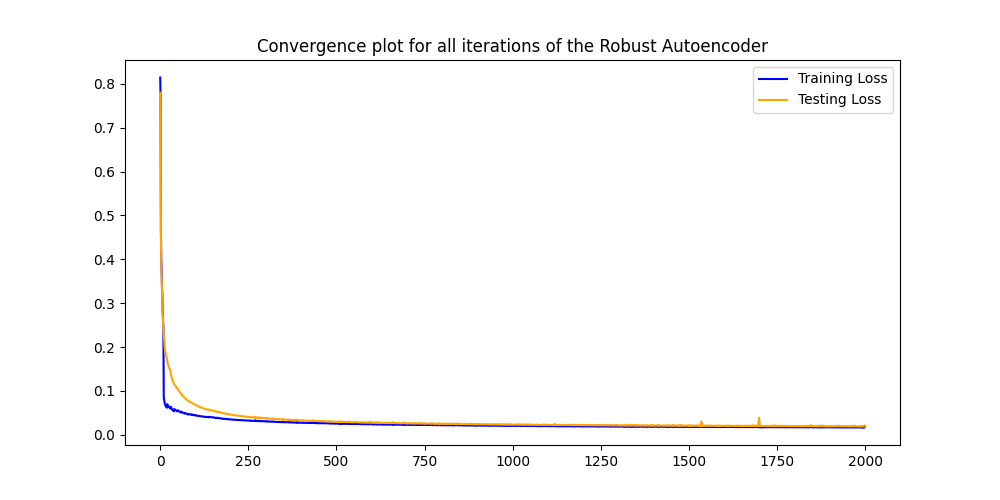 Convergence plot for all iterations of the Robust Autoencoder
Training Loss
Testing Loss
0.8
0.7
0.6
0.5
0.4
0.3
0.2
0.1
0.0
0 250 500 750 1000 1250 1500 1750 2000